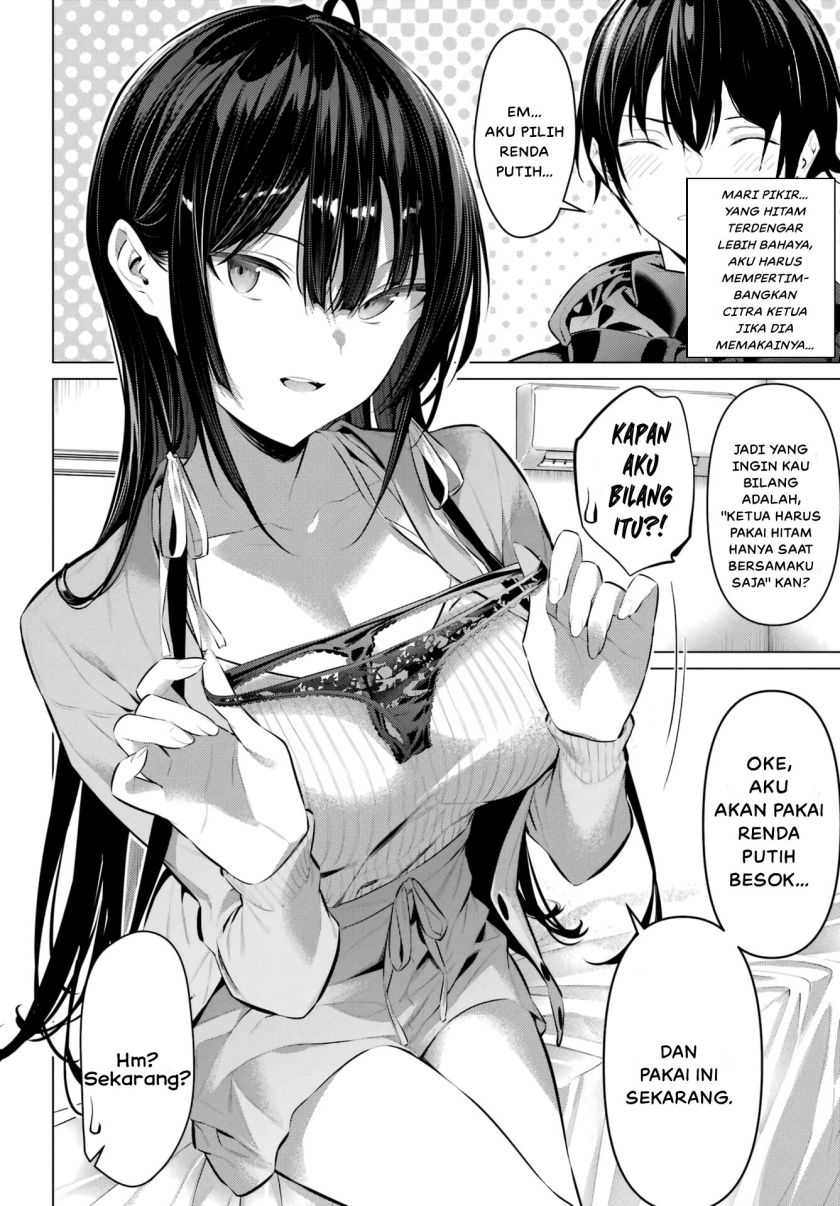 EM...
AKU PILIH
RENDA
PUTIH...
MARI PIKIR...
YANG HITAM
TERDENGAR
LEBIH BAHAYA,
AKU HARUS
MEMPERTIM-
BANGKAN
CITRA KETUA
JIKA DIA
MEMAKAINYA...
JADI YANG
INGIN KAU
BILANG
ADALAH,
"KETUA HARUS
PAKAI HITAM
HANYA SAAT
BERSAMAKU
SAJA" KAN?
KAPAN
AKU
BILANG
ITU?!
OKE,
AKU
AKAN PAKAI
RENDA
PUTIH
BESOK...
DAN
PAKAI INI
SEKARANG.
Hm?
Sekarang?